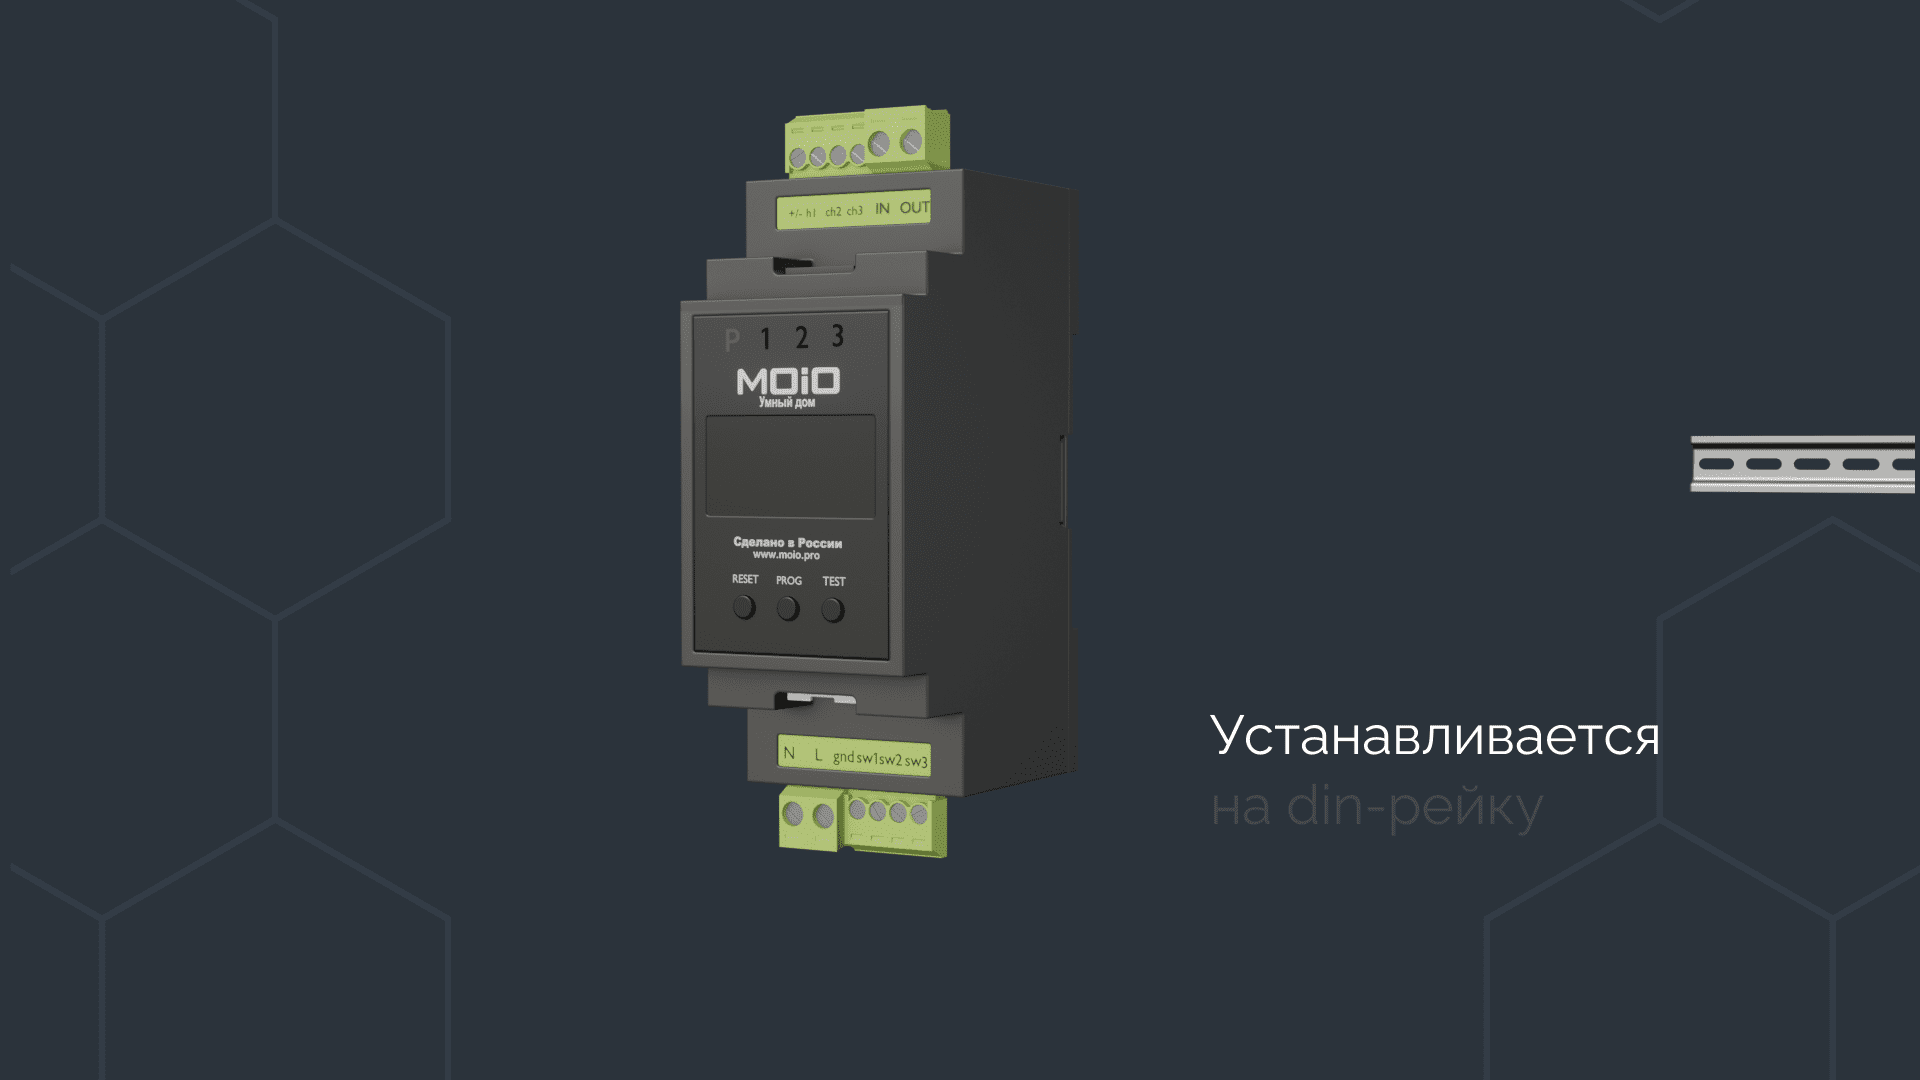 +/- h1 ch2 ch3 IN OUT
P 1 2 3
MOiO
Умный дом
Сделано в России
www.moio.pro
RESET PROG TEST
N L gnd sw1 sw2 sw3
Устанавливается
на din-рейку